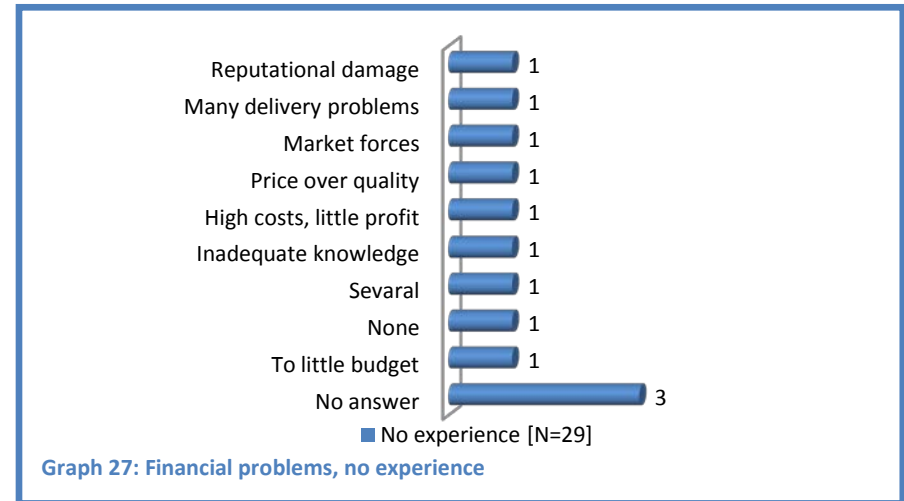 Reputational damage 1
Many delivery problems 1
Market forces 1
Price over quality 1
High costs, little profit 1
Inadequate knowledge 1
Sevaral 1
None 1
To little budget 1
No answer 3
No experience [N=29]
Graph 27: Financial problems, no experience